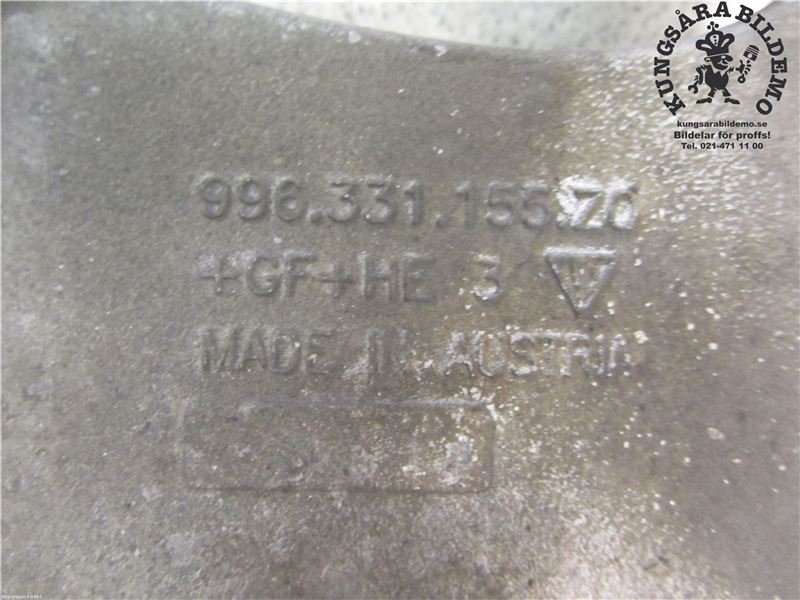 KUNGSÅRA BILDEMO
kungsarabildemo.se
Bildelar för proffs!
Tel. 021-471 11 00
996.331.155.Z0
+GF+HE 3
MADE IN AUSTRIA